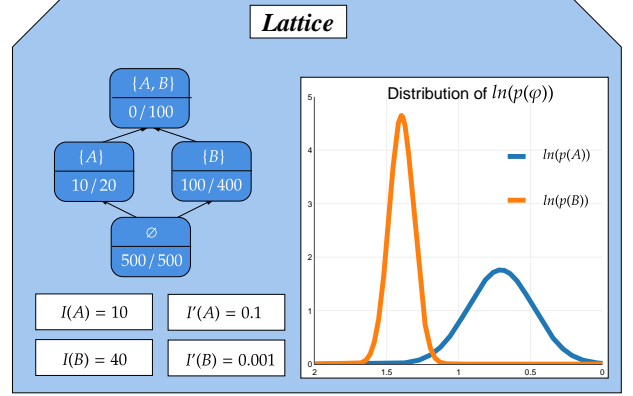 Lattice
{A, B}
0/100
{A}
10/20
{B}
100/400
∅
500/500
I(A) = 10
I′(A) = 0.1
I(B) = 40
I′(B) = 0.001
Distribution of ln(p(φ))
5
4
3
2
1
0
2
1.5
1
0.5
0
ln(p(A))
ln(p(B))